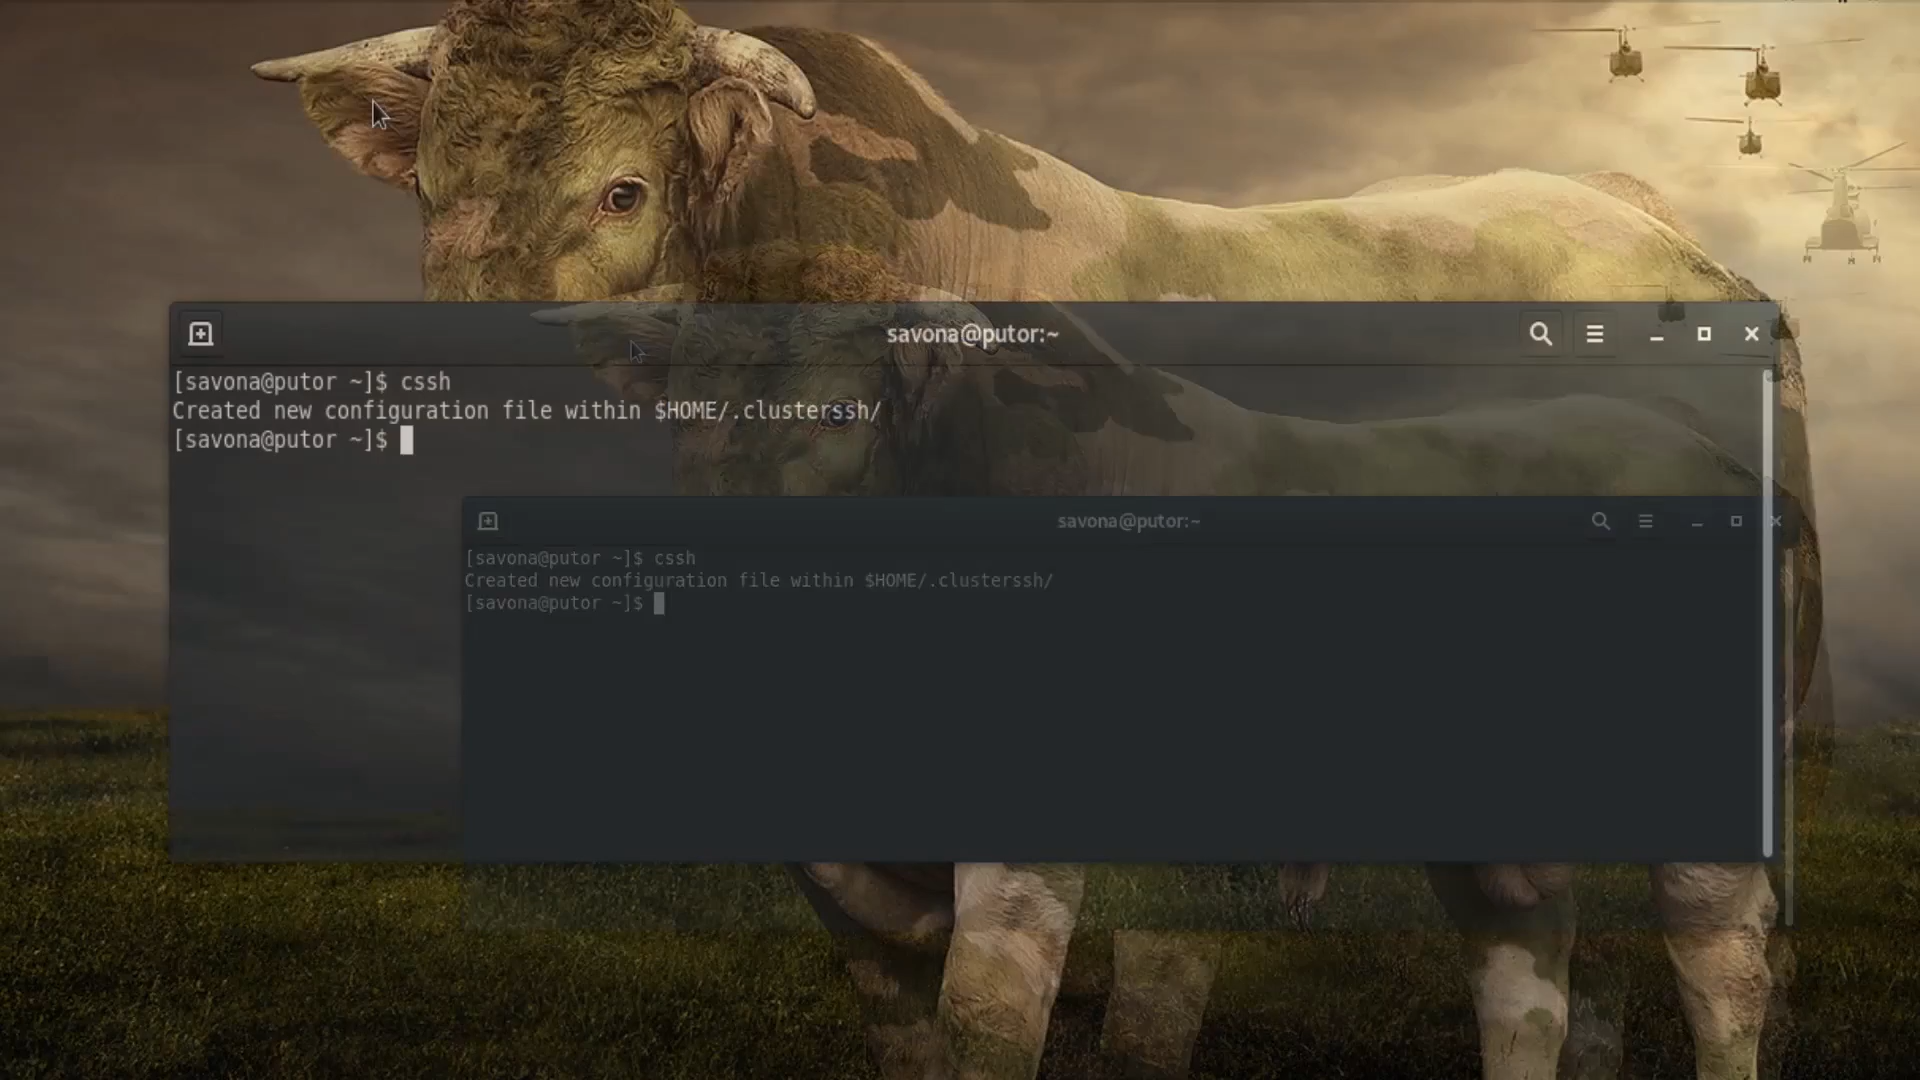 savona@putor:~
[savona@putor ~]$ cssh
Created new configuration file within $HOME/.clusterssh/
[savona@putor ~]$
savona@putor:~
[savona@putor ~]$ cssh
Created new configuration file within $HOME/.clusterssh/
[savona@putor ~]$